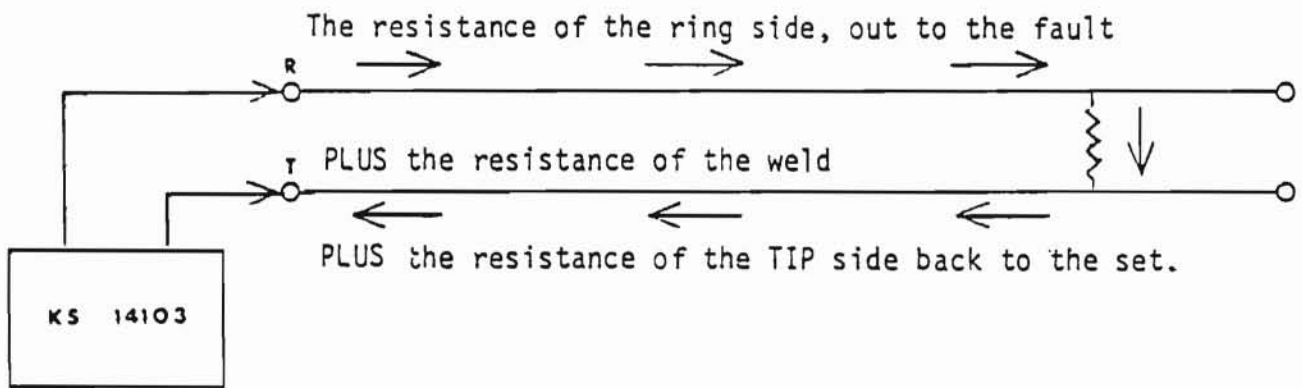 The resistance of the ring side, out to the fault
R
T
PLUS the resistance of the weld
PLUS the resistance of the TIP side back to the set.
KS 14103